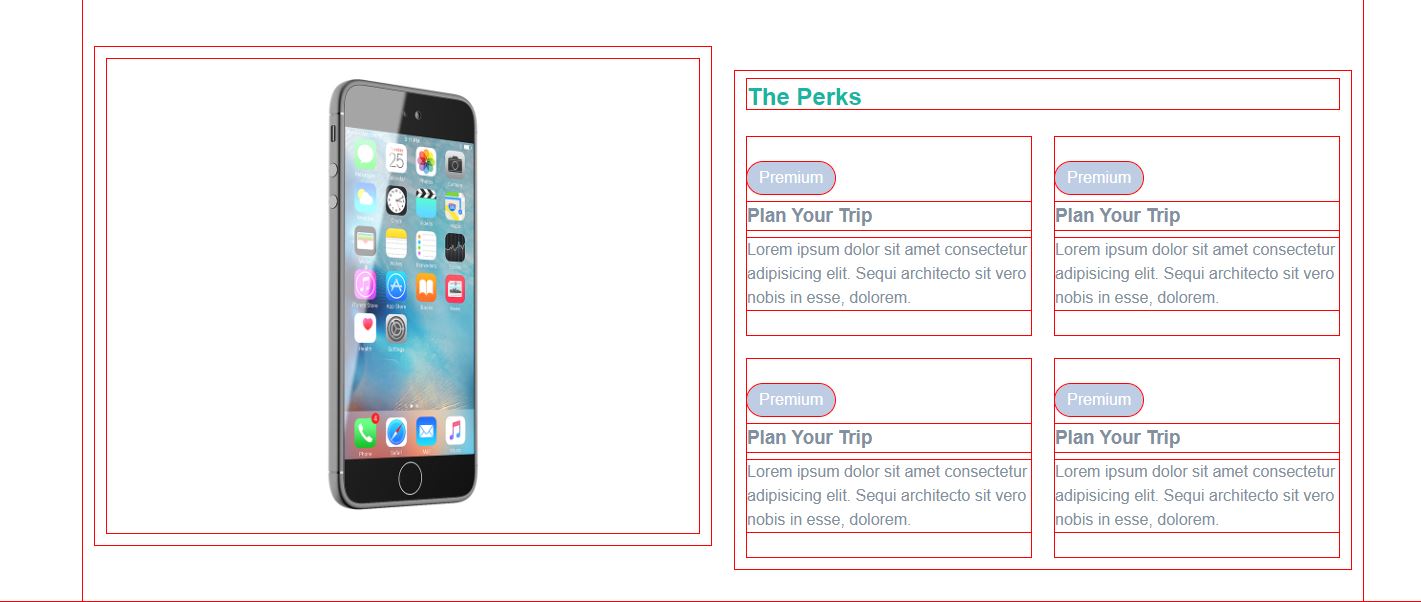 The Perks
Premium
Plan Your Trip
Lorem ipsum dolor sit amet consectetur
adipisicing elit. Sequi architecto sit vero
nobis in esse, dolorem.
Premium
Plan Your Trip
Lorem ipsum dolor sit amet consectetur
adipisicing elit. Sequi architecto sit vero
nobis in esse, dolorem.
Premium
Plan Your Trip
Lorem ipsum dolor sit amet consectetur
adipisicing elit. Sequi architecto sit vero
nobis in esse, dolorem.
Premium
Plan Your Trip
Lorem ipsum dolor sit amet consectetur
adipisicing elit. Sequi architecto sit vero
nobis in esse, dolorem.
25
4